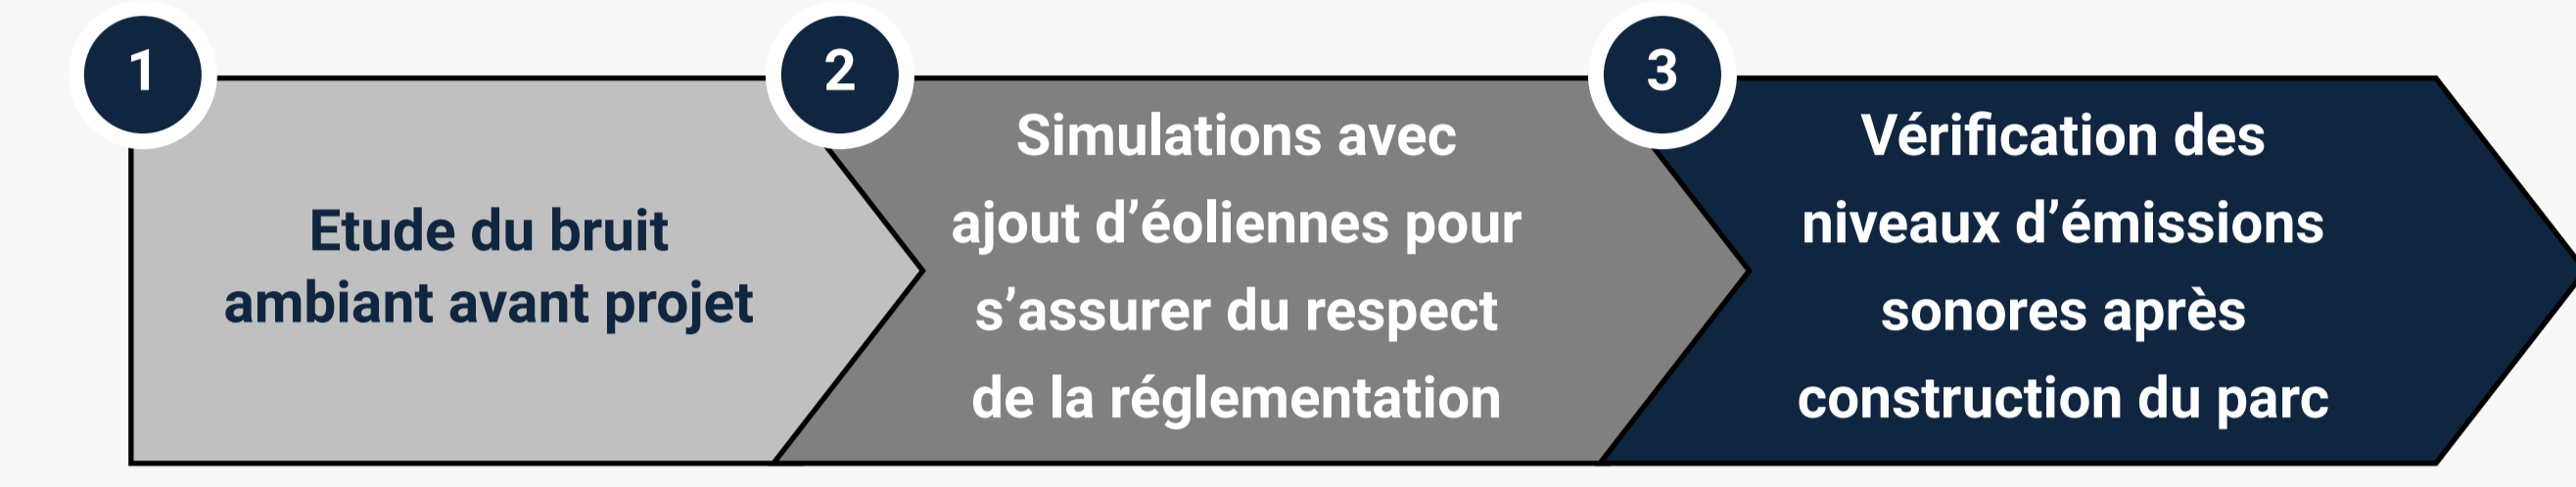 1
Etude du bruit
ambiant avant projet
2
Simulations avec
ajout d’éoliennes pour
s’assurer du respect
de la réglementation
3
Vérification des
niveaux d’émissions
sonores après
construction du parc